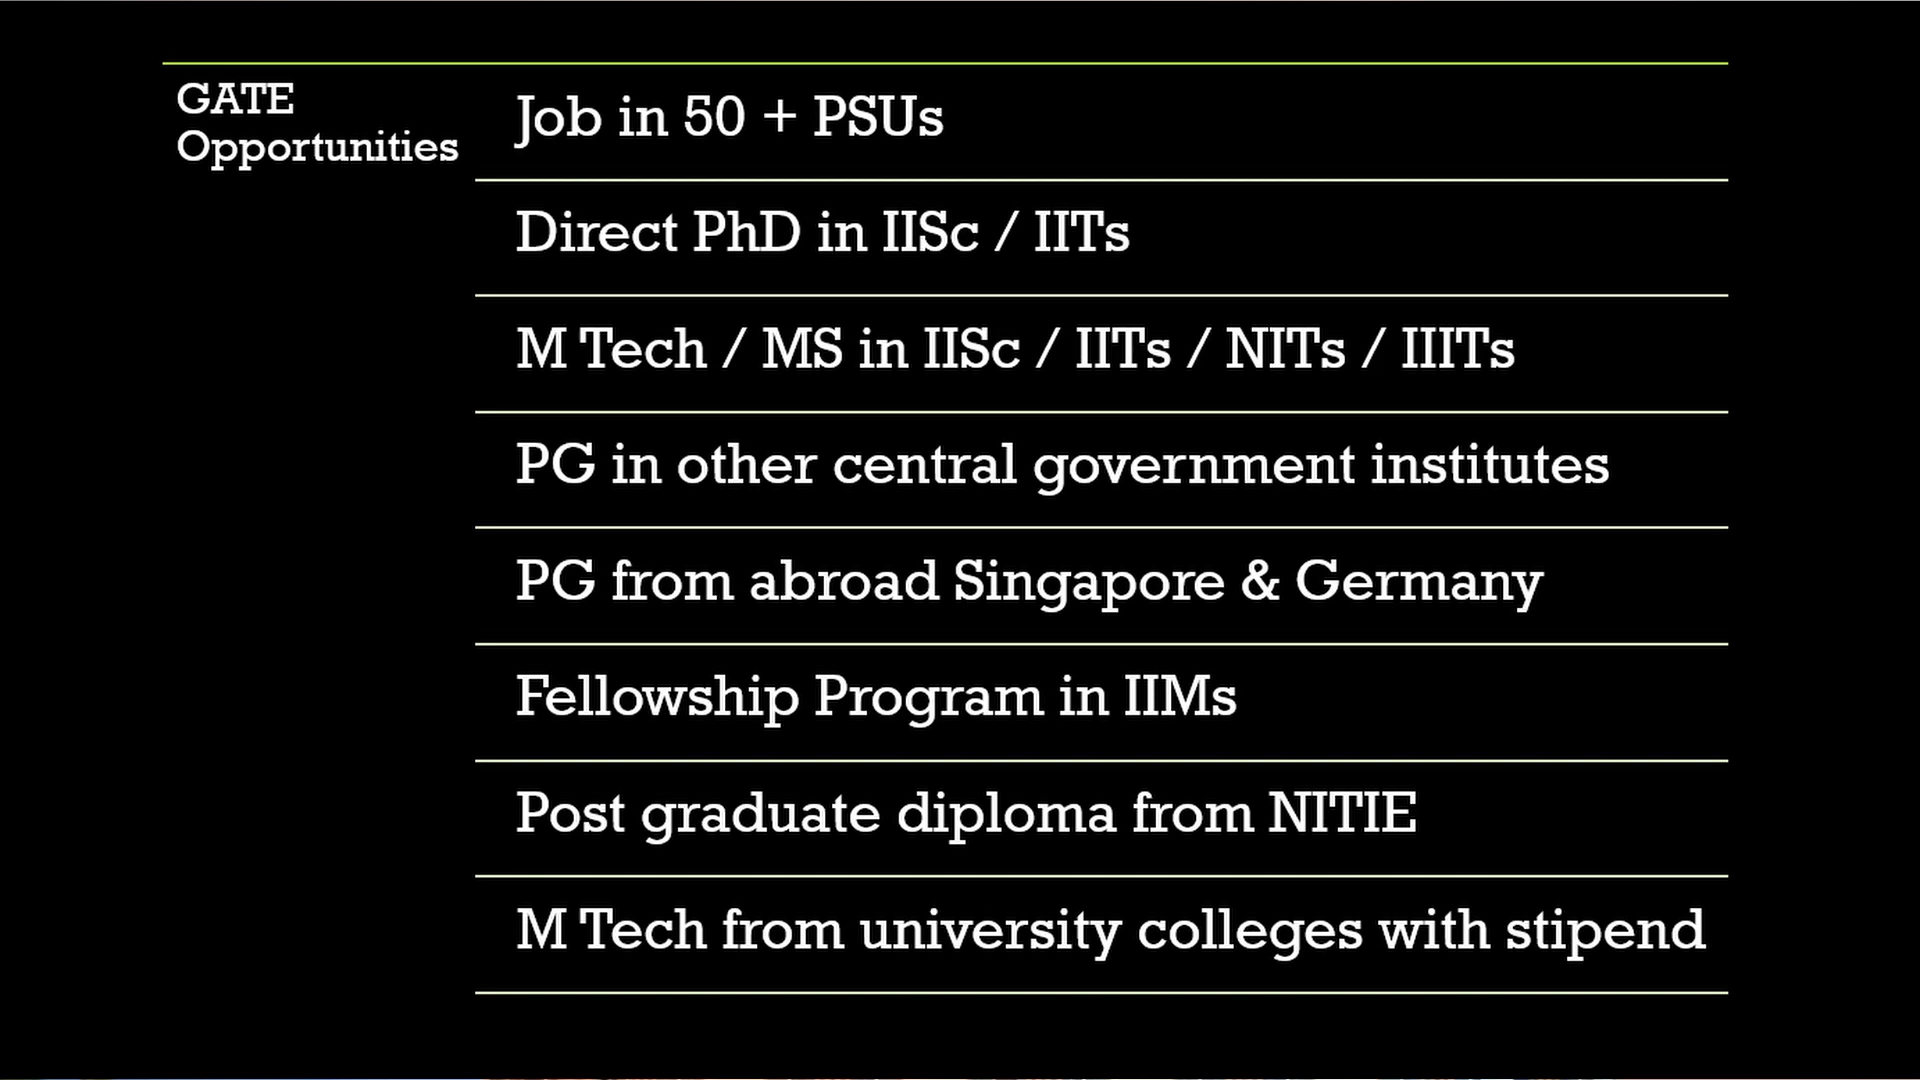 GATE
Opportunities
Job in 50 + PSUs
Direct PhD in IISc / IITs
M Tech / MS in IISc / IITs / NITs / IIITs
PG in other central government institutes
PG from abroad Singapore & Germany
Fellowship Program in IIMs
Post graduate diploma from NITIE
M Tech from university colleges with stipend